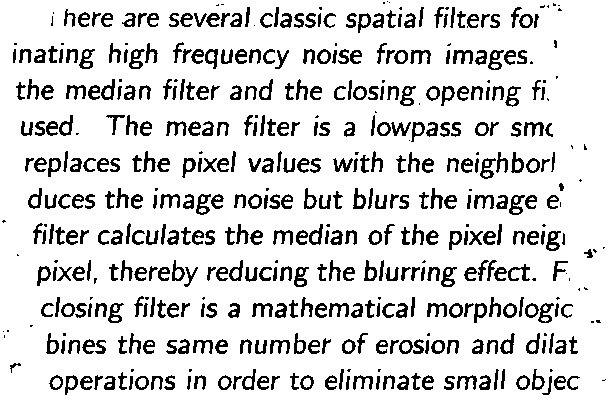 here are several classic spatial filters for
inating high frequency noise from images.
the median filter and the closing opening fi
used. The mean filter is a lowpass or smo
replaces the pixel values with the neighborh
duces the image noise but blurs the image e
filter calculates the median of the pixel neig
pixel, thereby reducing the blurring effect. F
closing filter is a mathematical morphologic
bines the same number of erosion and dilat
operations in order to eliminate small objec